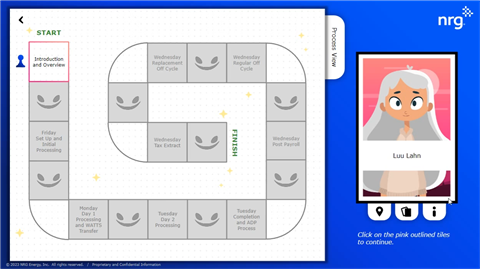 nrg
START
Introduction
and Overview
Wednesday
Replacement
Off Cycle
Wednesday
Regular Off
Cycle
Process View
Friday
Set Up and
Initial
Processing
Wednesday
Tax Extract
FINISH
Wednesday
Post Payroll
Luu Lahn
Monday
Day 1
Processing
and WATTS
Transfer
Tuesday
Day 2
Processing
Tuesday
Completion
and ADP
Process
Click on the pink outlined tiles
to continue.
© 2023 NRG Energy, Inc. All rights reserved. / Proprietary and Confidential Information